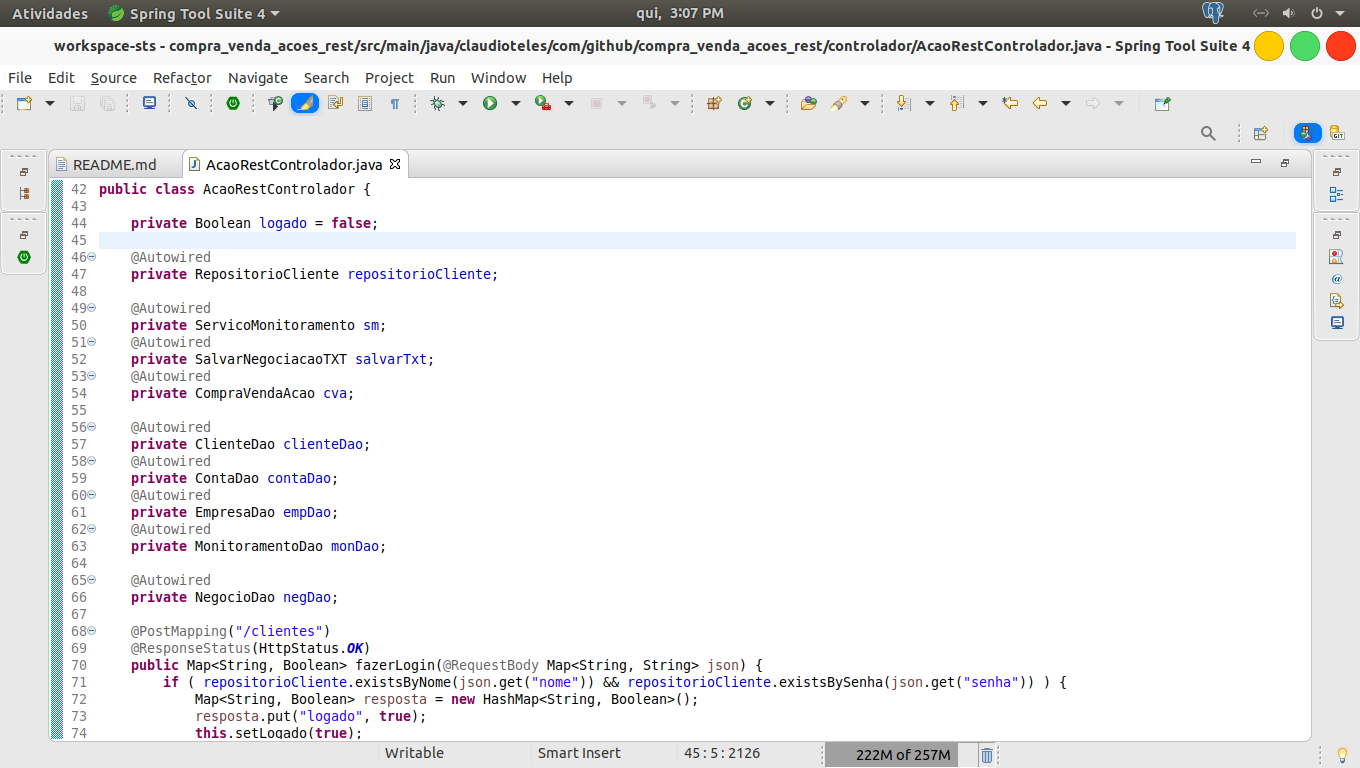 Atividades Spring Tool Suite 4 qui, 3:07 PM
workspace-sts - compra_venda_acoes_rest/src/main/java/claudioteles/com/github/compra_venda_acoes_rest/controlador/AcaoRestControlador.java - Spring Tool Suite 4
File Edit Source Refactor Navigate Search Project Run Window Help
README.md AcaoRestControlador.java
42 public class AcaoRestControlador {
43
44 private Boolean logado = false;
45
46 @Autowired
47 private RepositorioCliente repositorioCliente;
48
49 @Autowired
50 private ServicoMonitoramento sm;
51 @Autowired
52 private SalvarNegociacaoTXT salvarTxt;
53 @Autowired
54 private CompraVendaAcao cva;
55
56 @Autowired
57 private ClienteDao clienteDao;
58 @Autowired
59 private ContaDao contaDao;
60 @Autowired
61 private EmpresaDao empDao;
62 @Autowired
63 private MonitoramentoDao monDao;
64
65 @Autowired
66 private NegocioDao negDao;
67
68 @PostMapping("/clientes")
69 @ResponseStatus(HttpStatus.OK)
70 public Map<String, Boolean> fazerLogin(@RequestBody Map<String, String> json) {
71 if ( repositorioCliente.existsByNome(json.get("nome")) && repositorioCliente.existsBySenha(json.get("senha")) ) {
72 Map<String, Boolean> resposta = new HashMap<String, Boolean>();
73 resposta.put("logado", true);
74 this.setLogado(true);
Writable Smart Insert 45 : 5 : 2126 222M of 257M